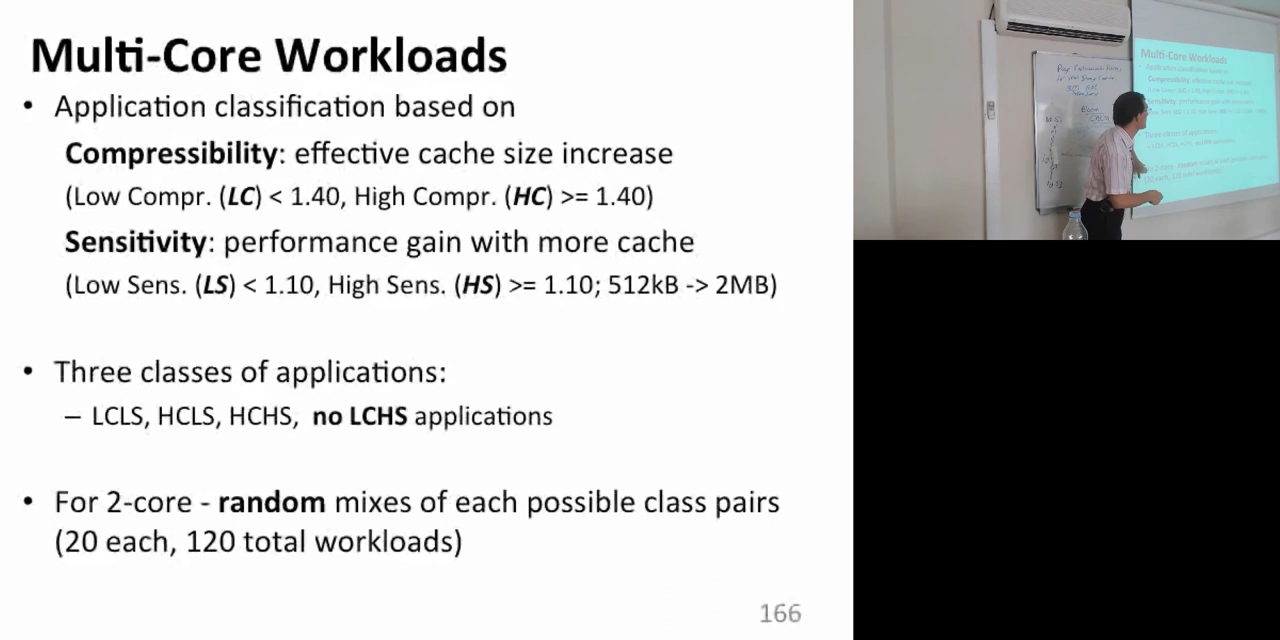 Multi-Core Workloads
• Application classification based on
Compressibility: effective cache size increase
(Low Compr. (LC) < 1.40, High Compr. (HC) >= 1.40)
Sensitivity: performance gain with more cache
(Low Sens. (LS) < 1.10, High Sens. (HS) >= 1.10; 512kB -> 2MB)
• Three classes of applications:
– LCLS, HCLS, HCHS, no LCHS applications
• For 2-core - random mixes of each possible class pairs
(20 each, 120 total workloads)
166
Multi-Core Workloads